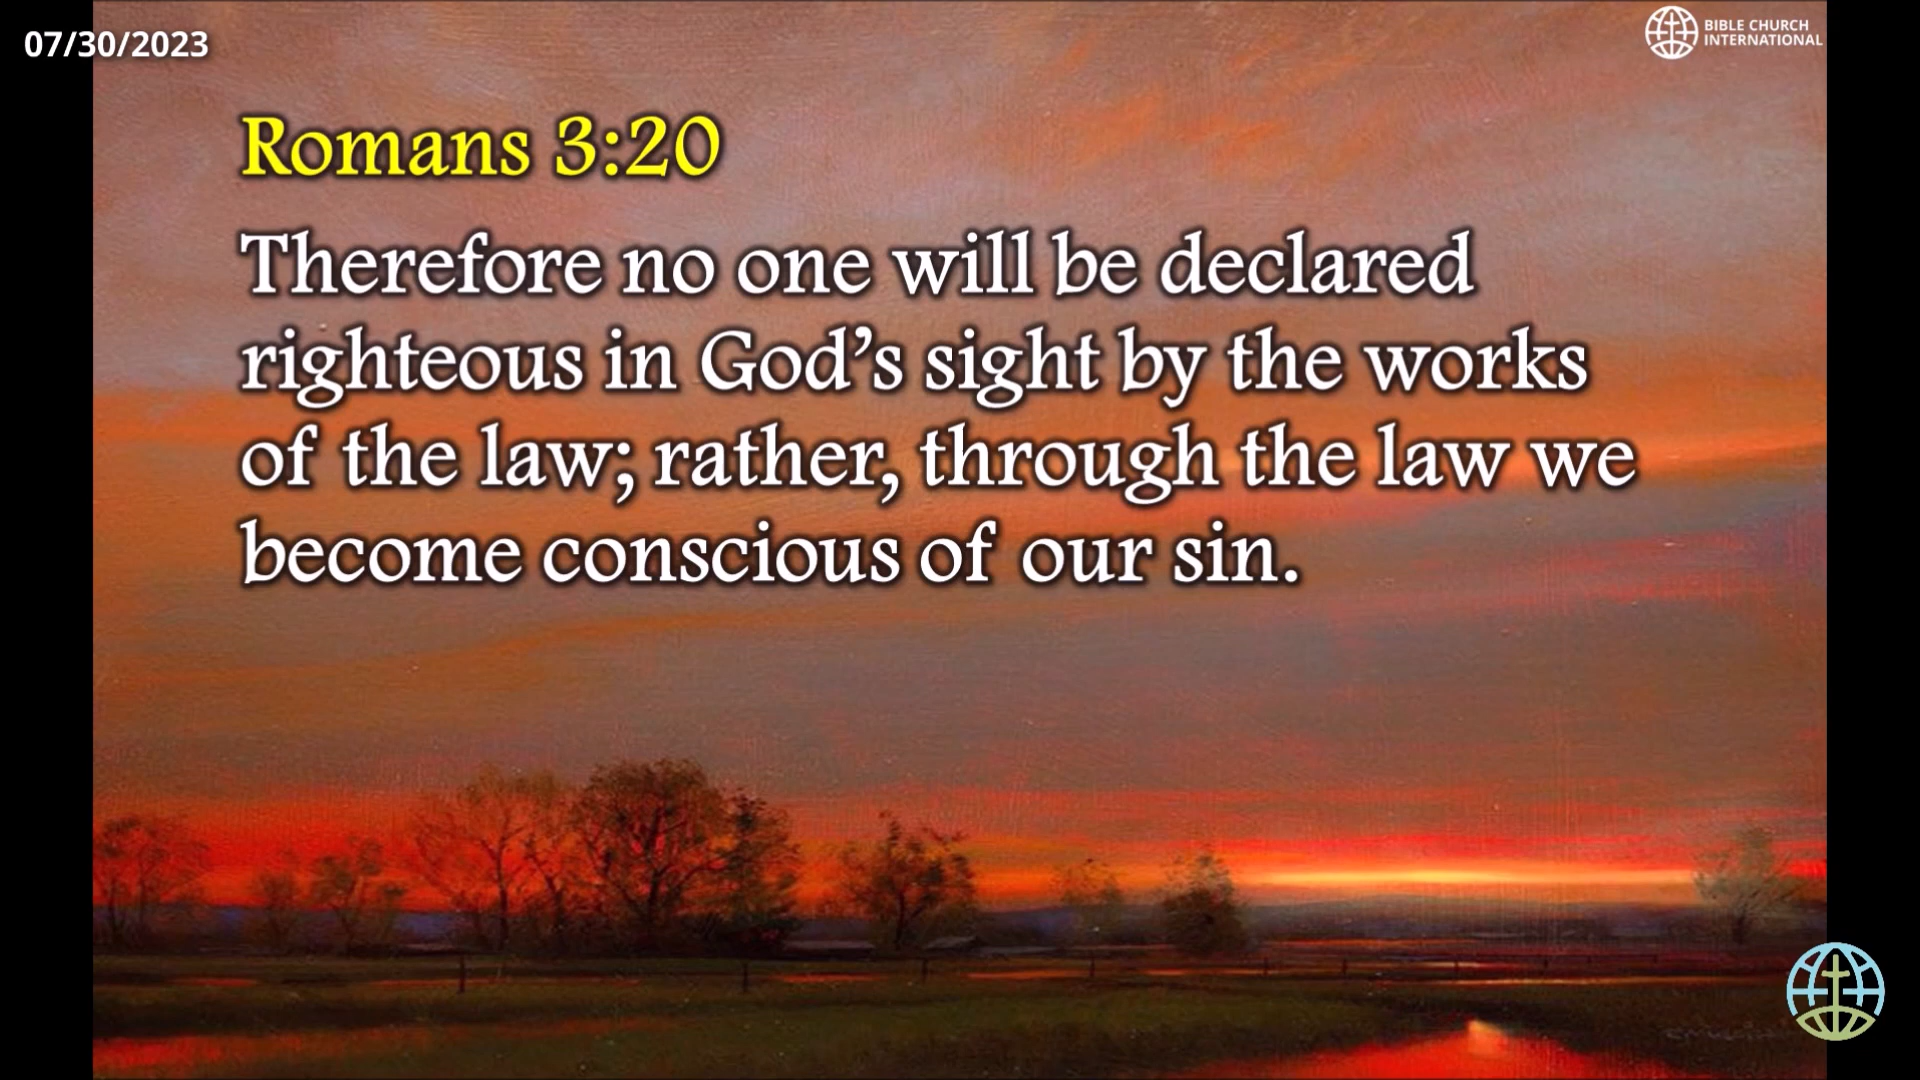 07/30/2023
BIBLE CHURCH
INTERNATIONAL
Romans 3:20
Therefore no one will be declared
righteous in God’s sight by the works
of the law; rather, through the law we
become conscious of our sin.